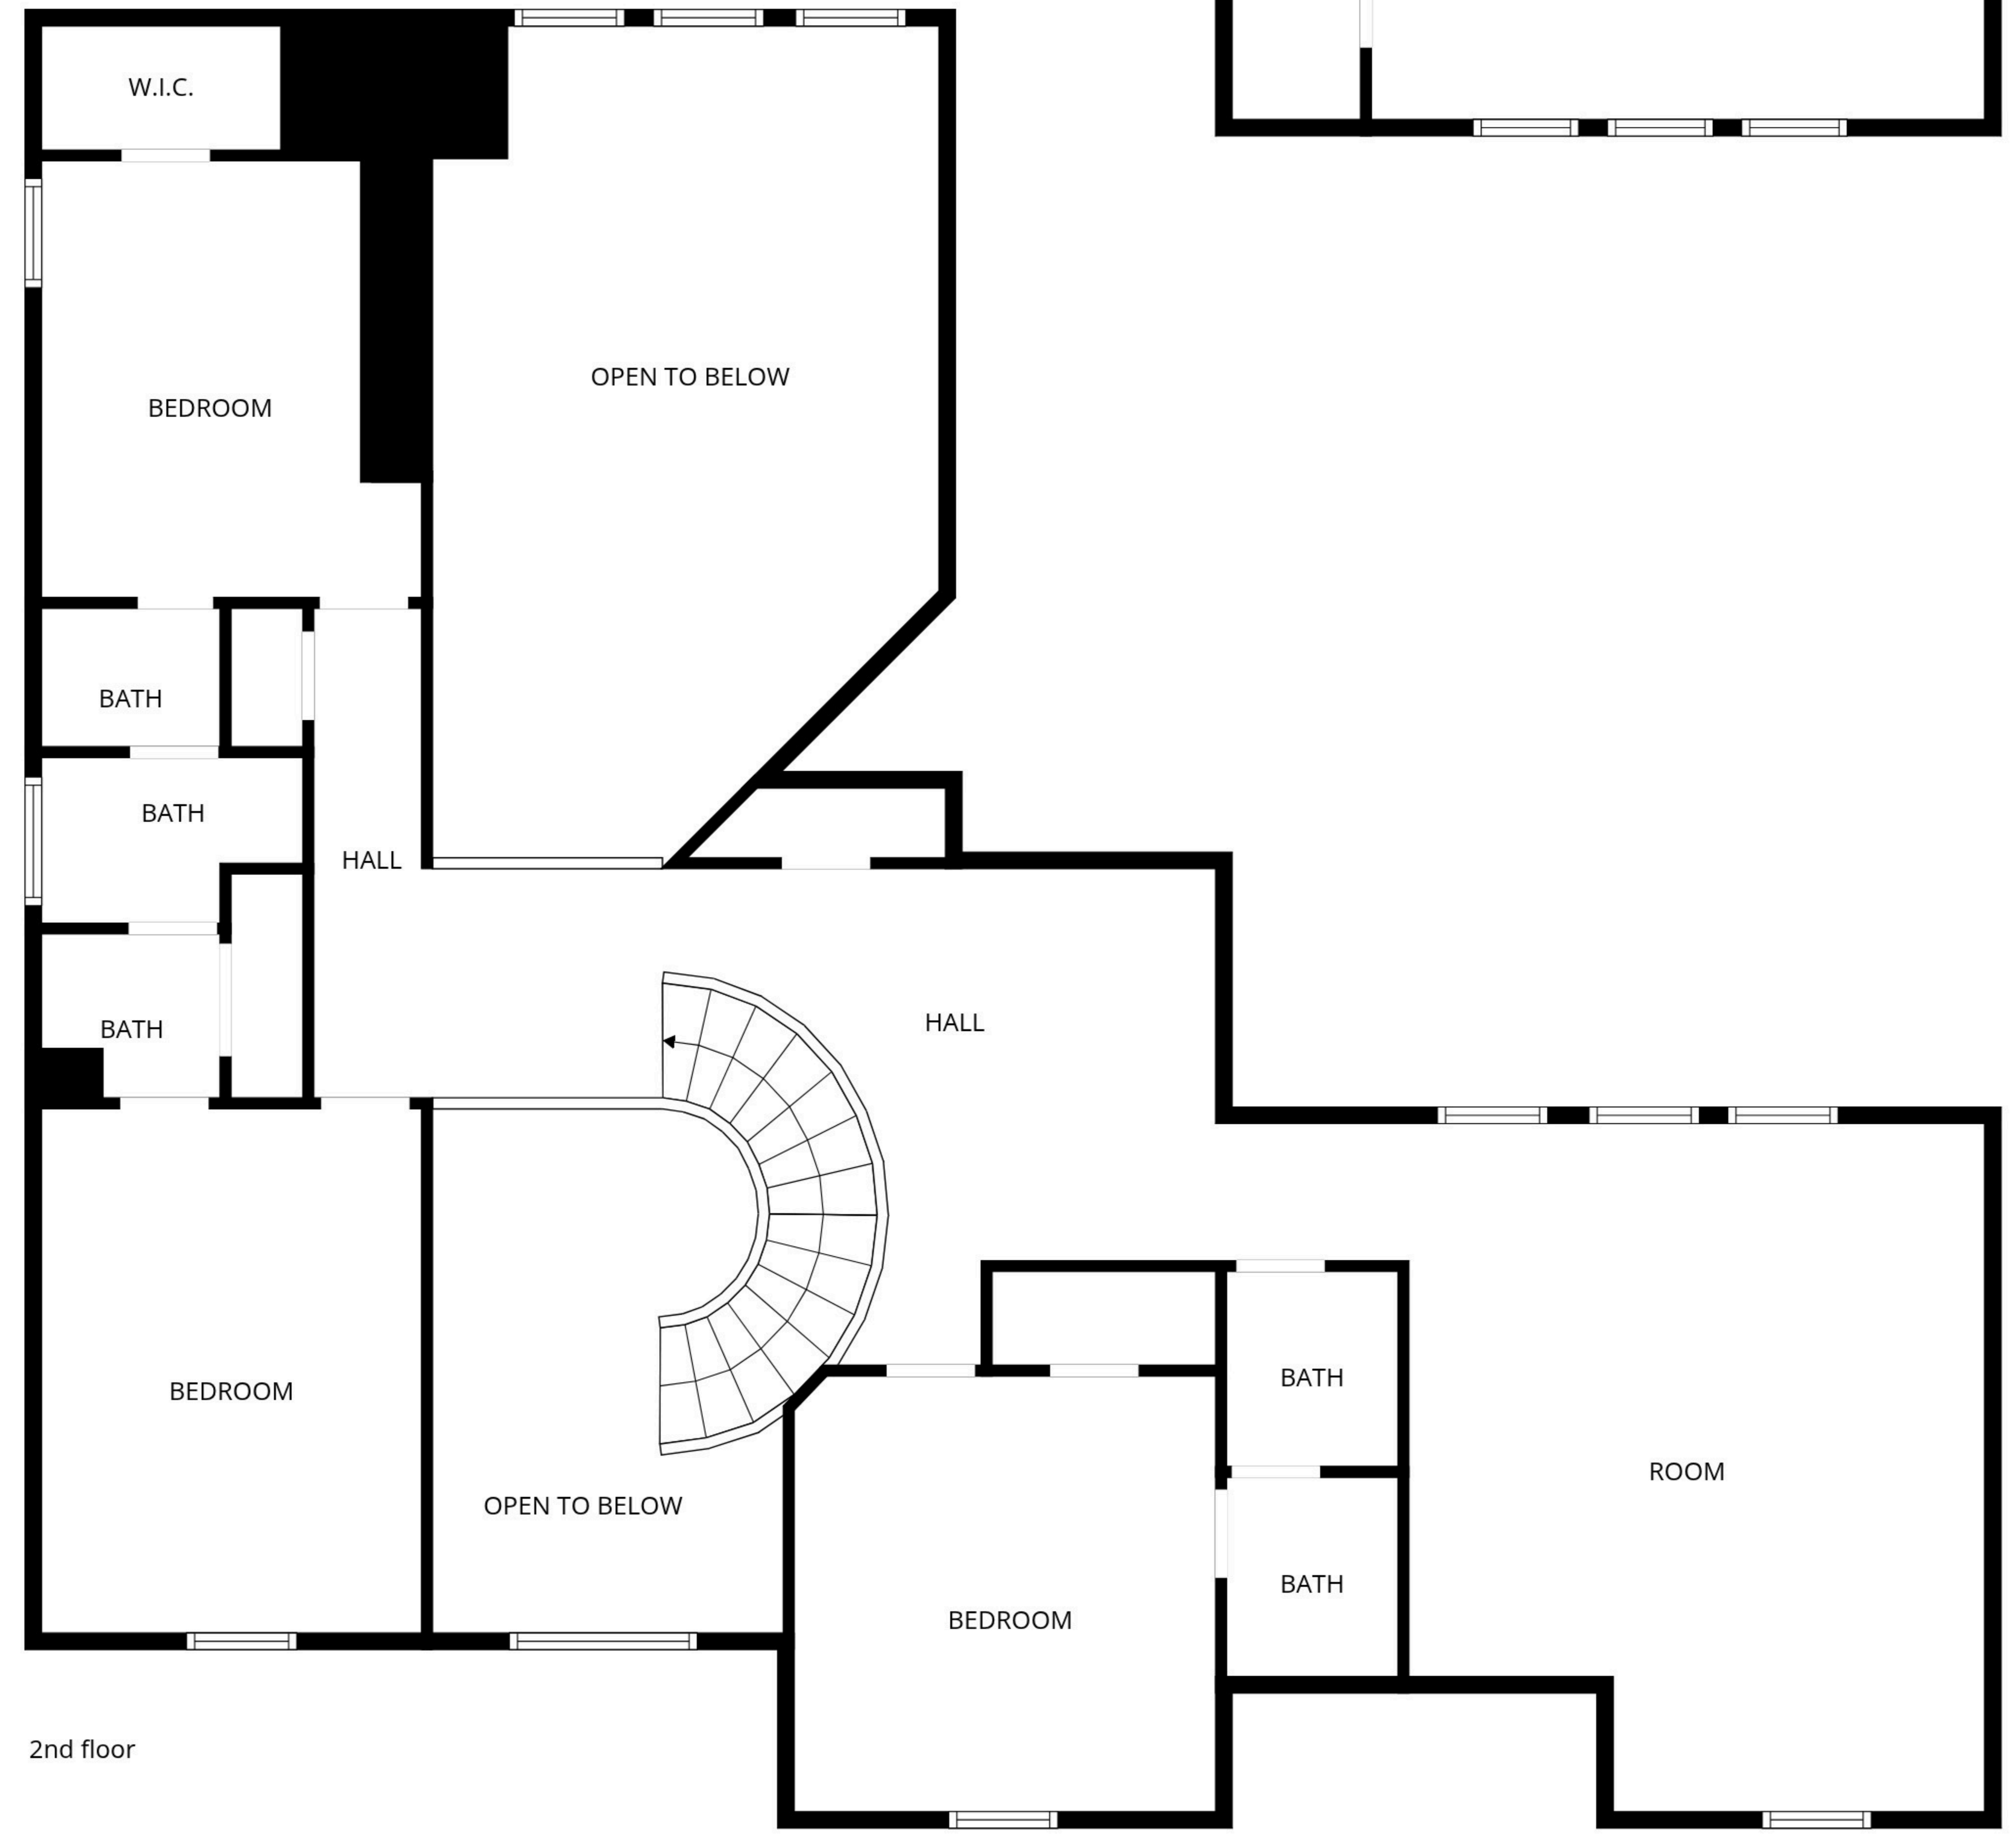 W.I.C.
OPEN TO BELOW
BEDROOM
BATH
BATH
HALL
HALL
BATH
BEDROOM
BATH
ROOM
OPEN TO BELOW
BATH
BEDROOM
2nd floor